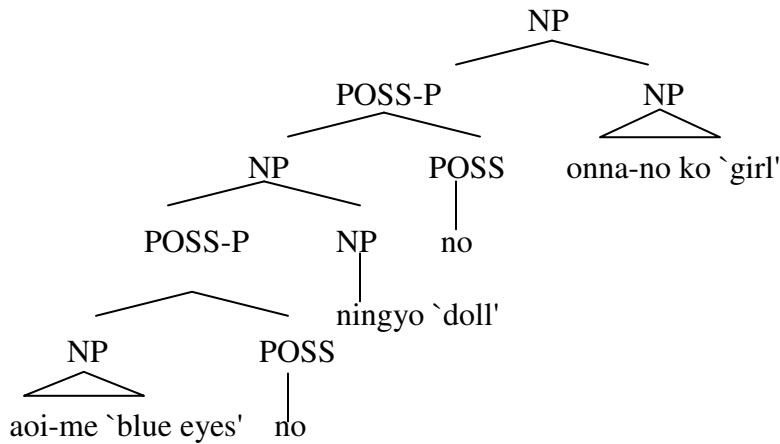 NP
POSS-P NP
NP POSS onna-no ko `girl'
POSS-P NP no
ningyo `doll'
NP POSS
aoi-me `blue eyes' no